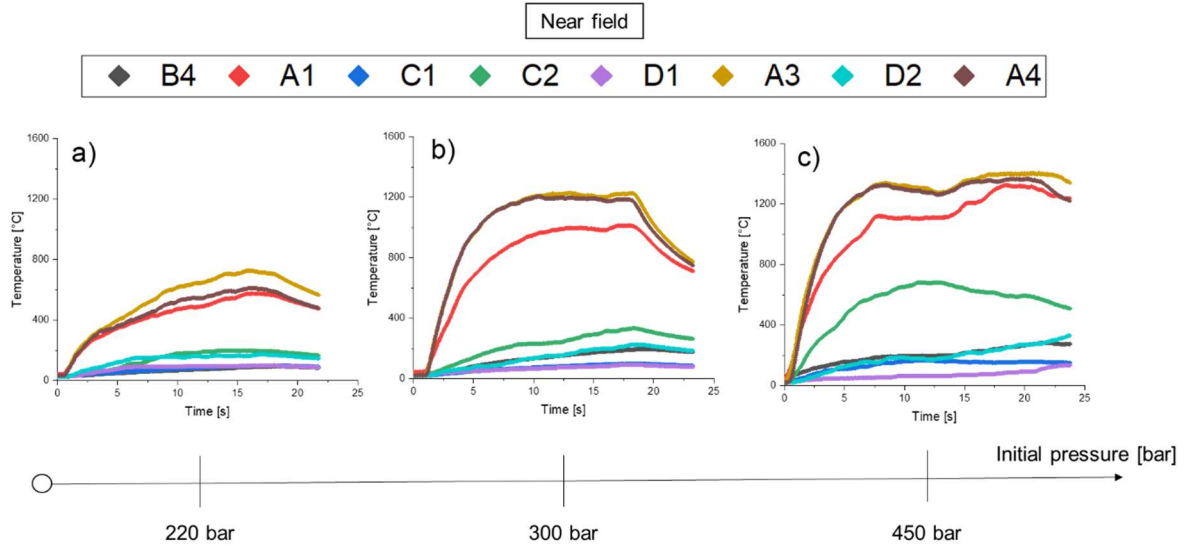 Near field
B4 A1 C1 C2 D1 A3 D2 A4
a)
1600
1200
800
400
0
Temperature [°C]
0 5 10 15 20 25
Time [s]
b)
1600
1200
800
400
0
Temperature [°C]
0 5 10 15 20 25
Time [s]
c)
1600
1200
800
400
0
Temperature [°C]
0 5 10 15 20 25
Time [s]
Initial pressure [bar]
220 bar 300 bar 450 bar